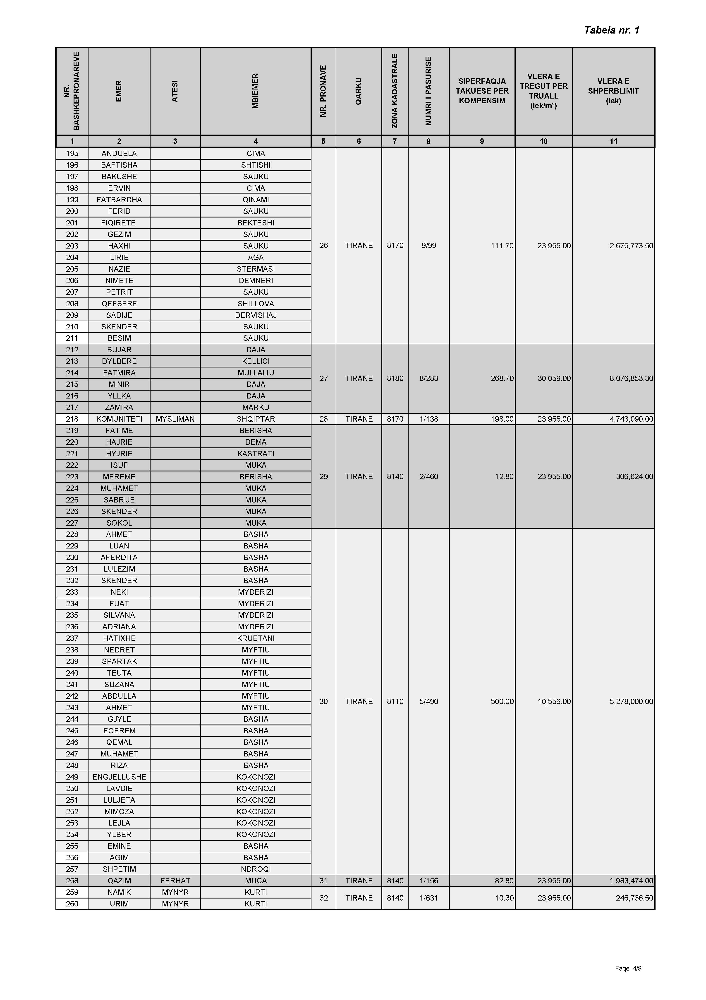 Tabela nr. 1
NR. BASHKEPRONAREVE EMER ATESI MBIEMER NR. PRONAVE QARKU ZONA KADASTRALE NUMRI I PASURISE SIPERFAQJA TAKUESE PER KOMPENSIM VLERA E TREGUT PER TRUALL (lek/m²) VLERA E SHPERBLIMIT (lek)
1 2 3 4 5 6 7 8 9 10 11
195 ANDUELA CIMA
196 BAFTISHA SHTISHI
197 BAKUSHE SAUKU
198 ERVIN CIMA
199 FATBARDHA QINAMI
200 FERID SAUKU
201 FIQIRETE BEKTESHI
202 GEZIM SAUKU
203 HAXHI SAUKU 26 TIRANE 8170 9/99 111.70 23,955.00 2,675,773.50
204 LIRIE AGA
205 NAZIE STERMASI
206 NIMETE DEMNERI
207 PETRIT SAUKU
208 QEFSERE SHILLOVA
209 SADIJE DERVISHAJ
210 SKENDER SAUKU
211 BESIM SAUKU
212 BUJAR DAJA
213 DYLBERE KELLICI
214 FATMIRA MULLALIU
27 TIRANE 8180 8/283 268.70 30,059.00 8,076,853.30
215 MINIR DAJA
216 YLLKA DAJA
217 ZAMIRA MARKU
218 KOMUNITETI MYSLIMAN SHQIPTAR 28 TIRANE 8170 1/138 198.00 23,955.00 4,743,090.00
219 FATIME BERISHA
220 HAJRIE DEMA
221 HYJRIE KASTRATI
222 ISUF MUKA
223 MEREME BERISHA 29 TIRANE 8140 2/460 12.80 23,955.00 306,624.00
224 MUHAMET MUKA
225 SABRIJE MUKA
226 SKENDER MUKA
227 SOKOL MUKA
228 AHMET BASHA
229 LUAN BASHA
230 AFERDITA BASHA
231 LULEZIM BASHA
232 SKENDER BASHA
233 NEKI MYDERIZI
234 FUAT MYDERIZI
235 SILVANA MYDERIZI
236 ADRIANA MYDERIZI
237 HATIXHE KRUETANI
238 NEDRET MYFTIU
239 SPARTAK MYFTIU
240 TEUTA MYFTIU
241 SUZANA MYFTIU
242 ABDULLA MYFTIU
30 TIRANE 8110 5/490 500.00 10,556.00 5,278,000.00
243 AHMET MYFTIU
244 GJYLE BASHA
245 EQEREM BASHA
246 QEMAL BASHA
247 MUHAMET BASHA
248 RIZA BASHA
249 ENGJELLUSHE KOKONOZI
250 LAVDIE KOKONOZI
251 LULJETA KOKONOZI
252 MIMOZA KOKONOZI
253 LEJLA KOKONOZI
254 YLBER KOKONOZI
255 EMINE BASHA
256 AGIM BASHA
257 SHPETIM NDROQI
258 QAZIM FERHAT MUCA 31 TIRANE 8140 1/156 82.80 23,955.00 1,983,474.00
259 NAMIK MYNYR KURTI
32 TIRANE 8140 1/631 10.30 23,955.00 246,736.50
260 URIM MYNYR KURTI
Faqe 4/9